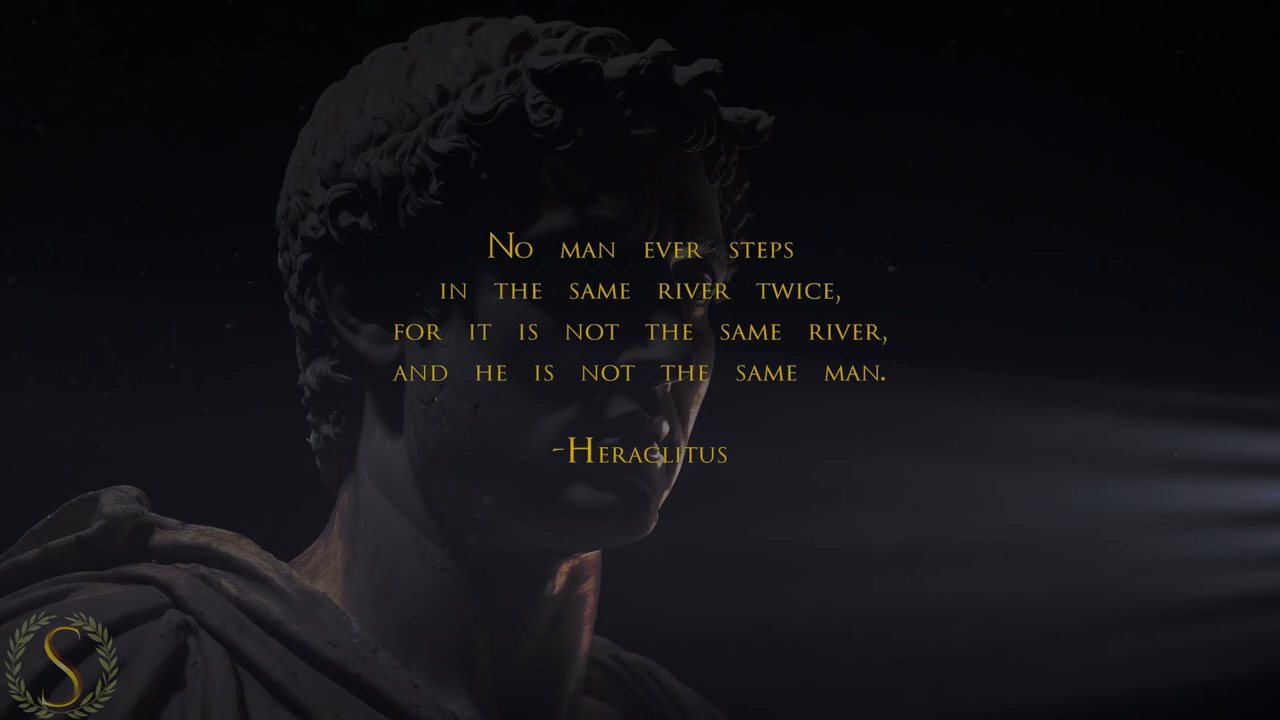 No man ever steps
in the same river twice,
for it is not the same river,
and he is not the same man.
-Heraclitus
S